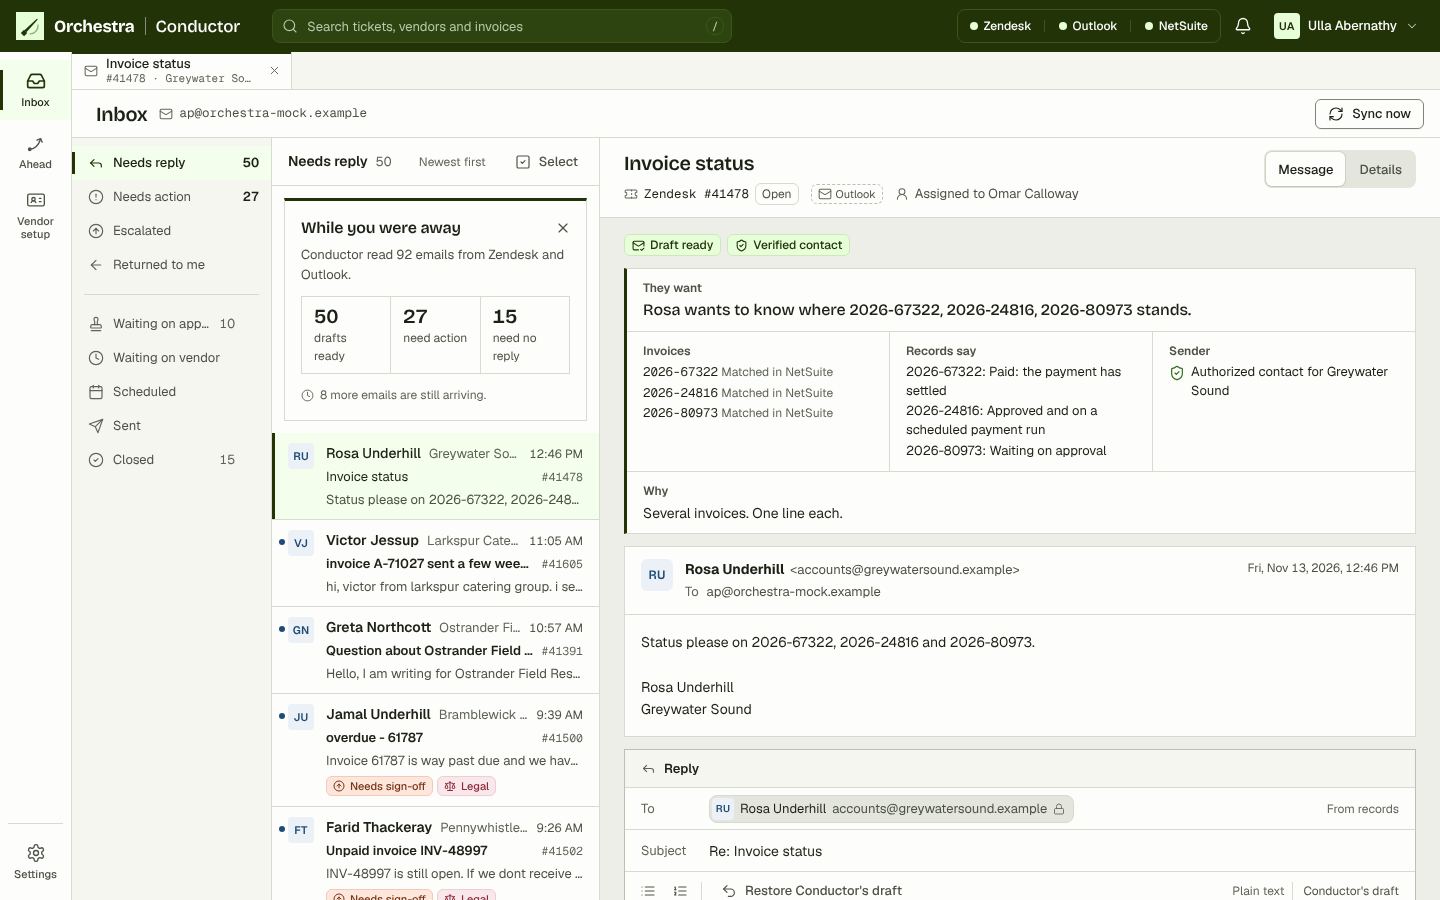 Orchestra | Conductor
Search tickets, vendors and invoices /
Zendesk
Outlook
NetSuite
UA Ulla Abernathy
Inbox
Ahead
Vendor setup
Settings
Invoice status
#41478 · Greywater So…
Inbox ap@orchestra-mock.example
Sync now
Needs reply 50
Needs action 27
Escalated
Returned to me
Waiting on app… 10
Waiting on vendor
Scheduled
Sent
Closed 15
Needs reply 50 Newest first Select
While you were away
Conductor read 92 emails from Zendesk and
Outlook.
50 drafts ready
27 need action
15 need no reply
8 more emails are still arriving.
RU Rosa Underhill Greywater So… 12:46 PM
Invoice status #41478
Status please on 2026-67322, 2026-248…
VJ Victor Jessup Larkspur Cate… 11:05 AM
invoice A-71027 sent a few wee… #41605
hi, victor from larkspur catering group. i se…
GN Greta Northcott Ostrander Fi… 10:57 AM
Question about Ostrander Field … #41391
Hello, I am writing for Ostrander Field Res…
JU Jamal Underhill Bramblewick … 9:39 AM
overdue - 61787 #41500
Invoice 61787 is way past due and we hav…
Needs sign-off Legal
FT Farid Thackeray Pennywhistle… 9:26 AM
Unpaid invoice INV-48997 #41502
INV-48997 is still open. If we dont receive …
Needs sign-off Legal
Invoice status
Zendesk #41478 Open Outlook Assigned to Omar Calloway
Message Details
Draft ready Verified contact
They want
Rosa wants to know where 2026-67322, 2026-24816, 2026-80973 stands.
Invoices
2026-67322 Matched in NetSuite
2026-24816 Matched in NetSuite
2026-80973 Matched in NetSuite
Records say
2026-67322: Paid: the payment has
settled
2026-24816: Approved and on a
scheduled payment run
2026-80973: Waiting on approval
Sender
Authorized contact for Greywater
Sound
Why
Several invoices. One line each.
RU Rosa Underhill <accounts@greywatersound.example> Fri, Nov 13, 2026, 12:46 PM
To ap@orchestra-mock.example
Status please on 2026-67322, 2026-24816 and 2026-80973.
Rosa Underhill
Greywater Sound
Reply
To RU Rosa Underhill accounts@greywatersound.example From records
Subject Re: Invoice status
Restore Conductor's draft Plain text Conductor's draft